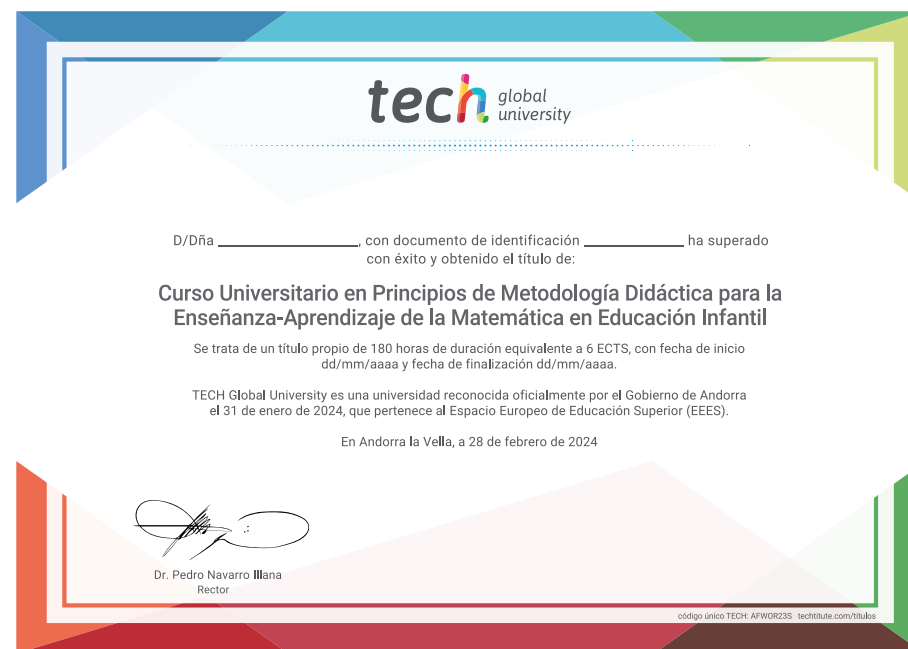 tech global university
D/Dña ______________, con documento de identificación __________ ha superado
con éxito y obtenido el título de:
Curso Universitario en Principios de Metodología Didáctica para la
Enseñanza-Aprendizaje de la Matemática en Educación Infantil
Se trata de un título propio de 180 horas de duración equivalente a 6 ECTS, con fecha de inicio
dd/mm/aaaa y fecha de finalización dd/mm/aaaa.
TECH Global University es una universidad reconocida oficialmente por el Gobierno de Andorra
el 31 de enero de 2024, que pertenece al Espacio Europeo de Educación Superior (EEES).
En Andorra la Vella, a 28 de febrero de 2024
Dr. Pedro Navarro Illana
Rector
código único TECH: AFWOR23S techtitute.com/títulos